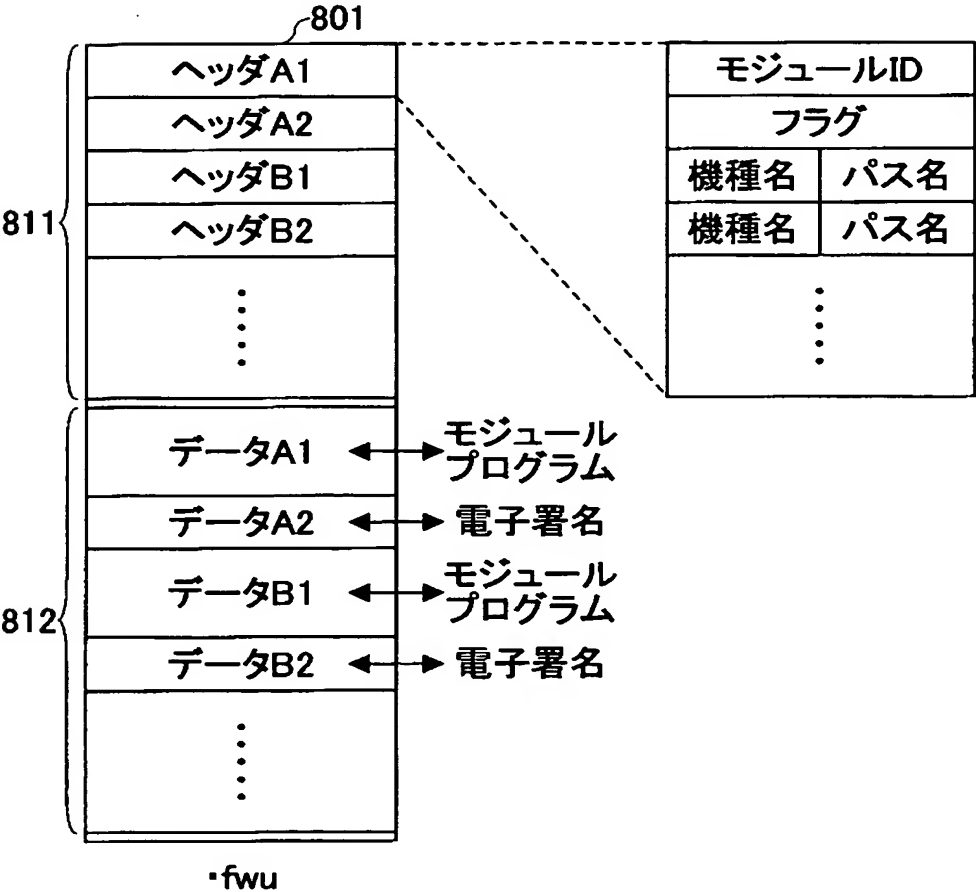 801
ヘッダA1
ヘッダA2
ヘッダB1
ヘッダB2
811
モジュールID
フラグ
機種名 パス名
機種名 パス名
データA1
モジュール
プログラム
データA2
電子署名
データB1
モジュール
プログラム
データB2
電子署名
812
・fwu